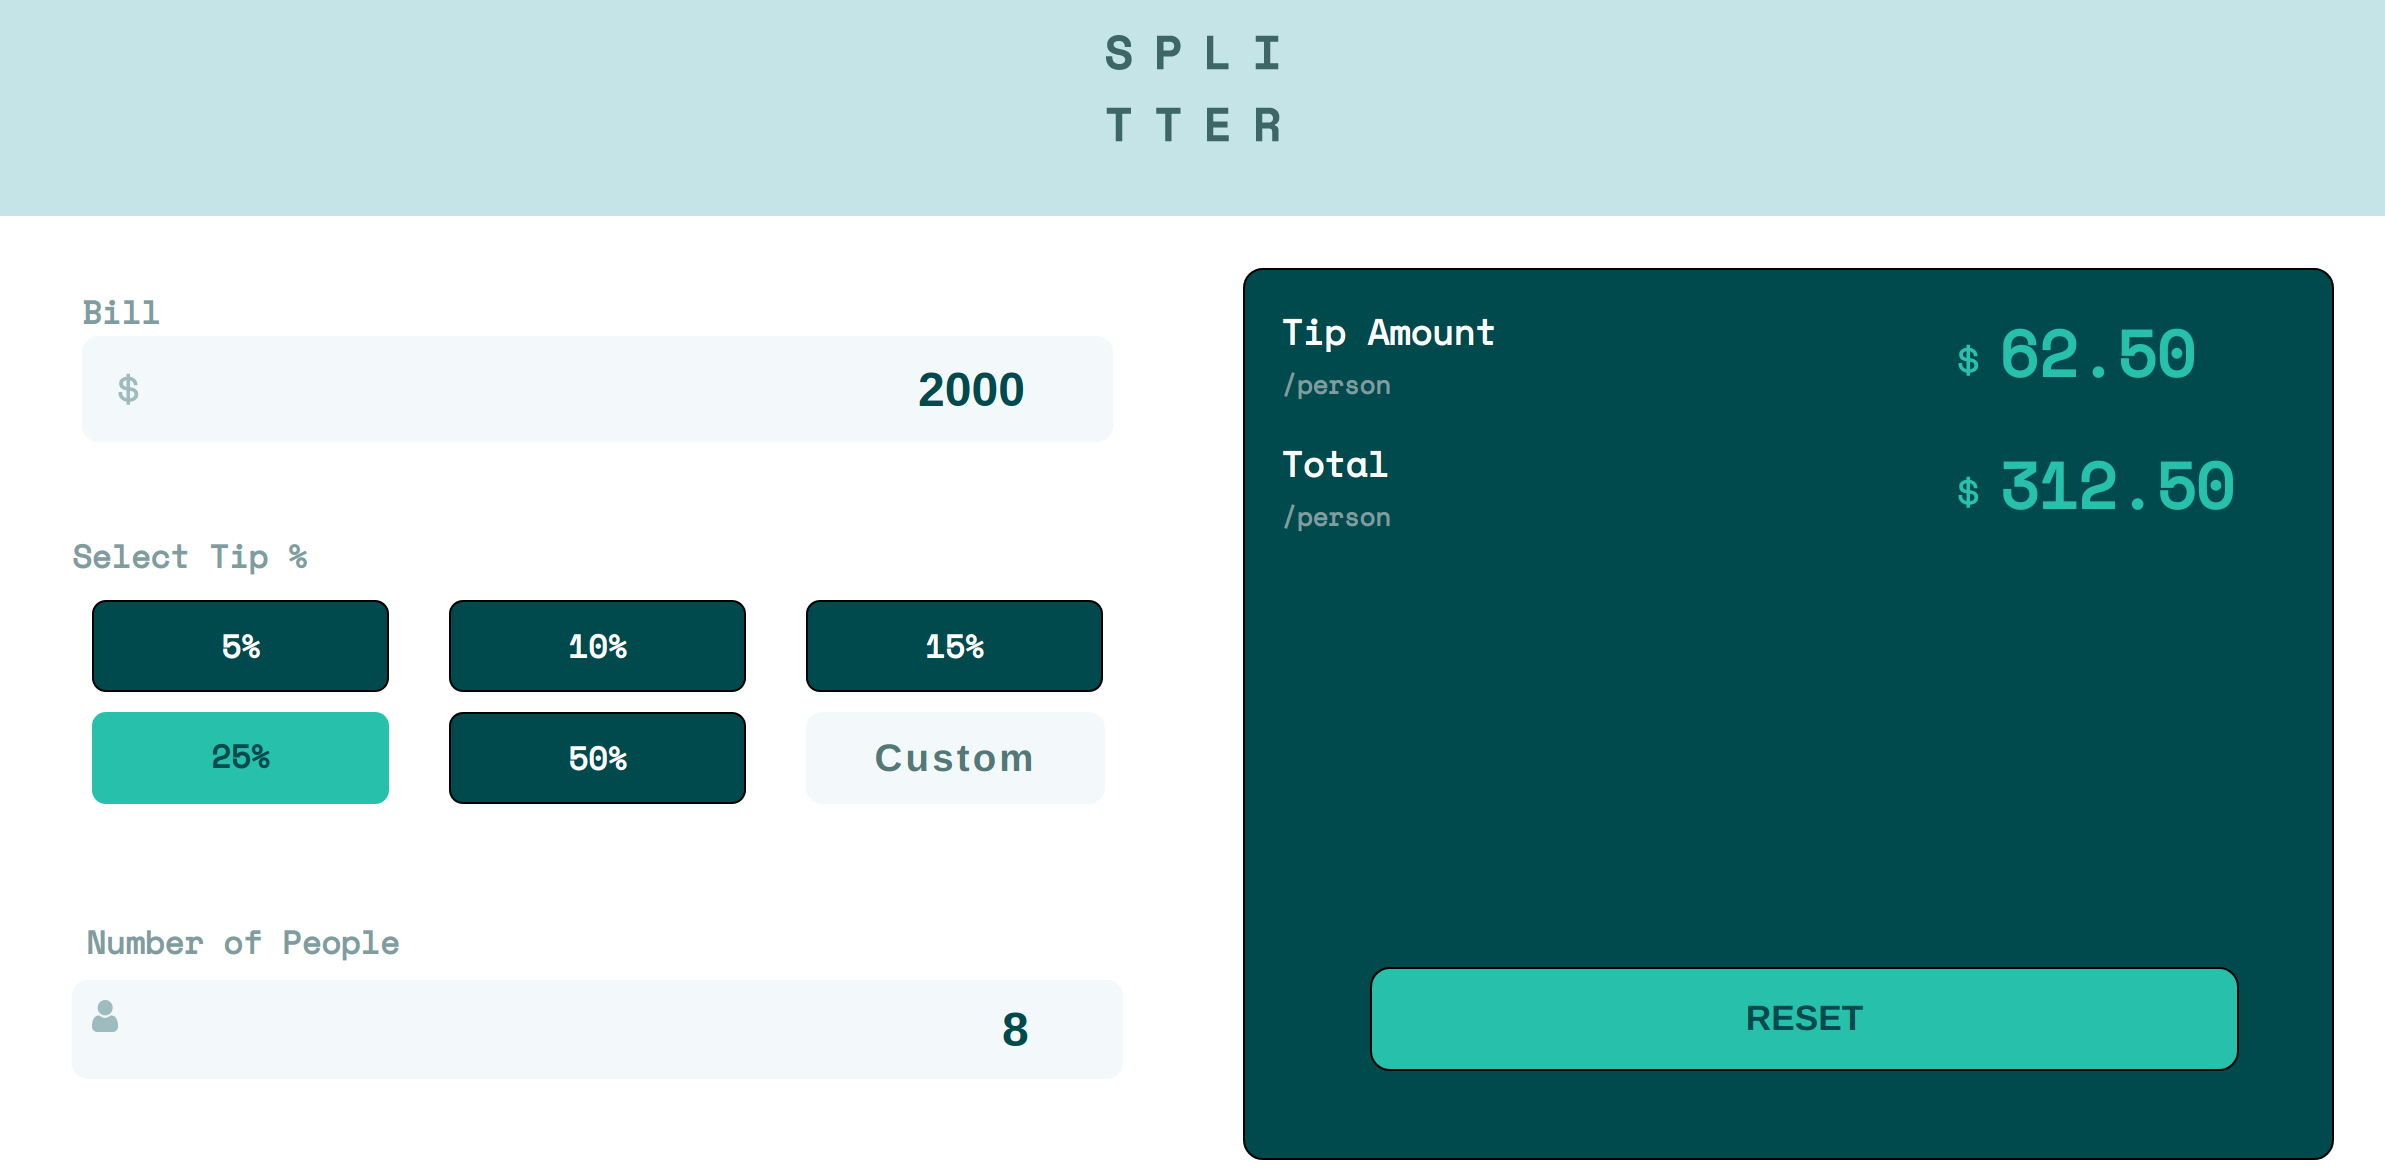 SPLI
TTER
Bill
$ 2000
Select Tip %
5% 10% 15%
25% 50% Custom
Number of People
8
Tip Amount
/person
$ 62.50
Total
/person
$ 312.50
RESET